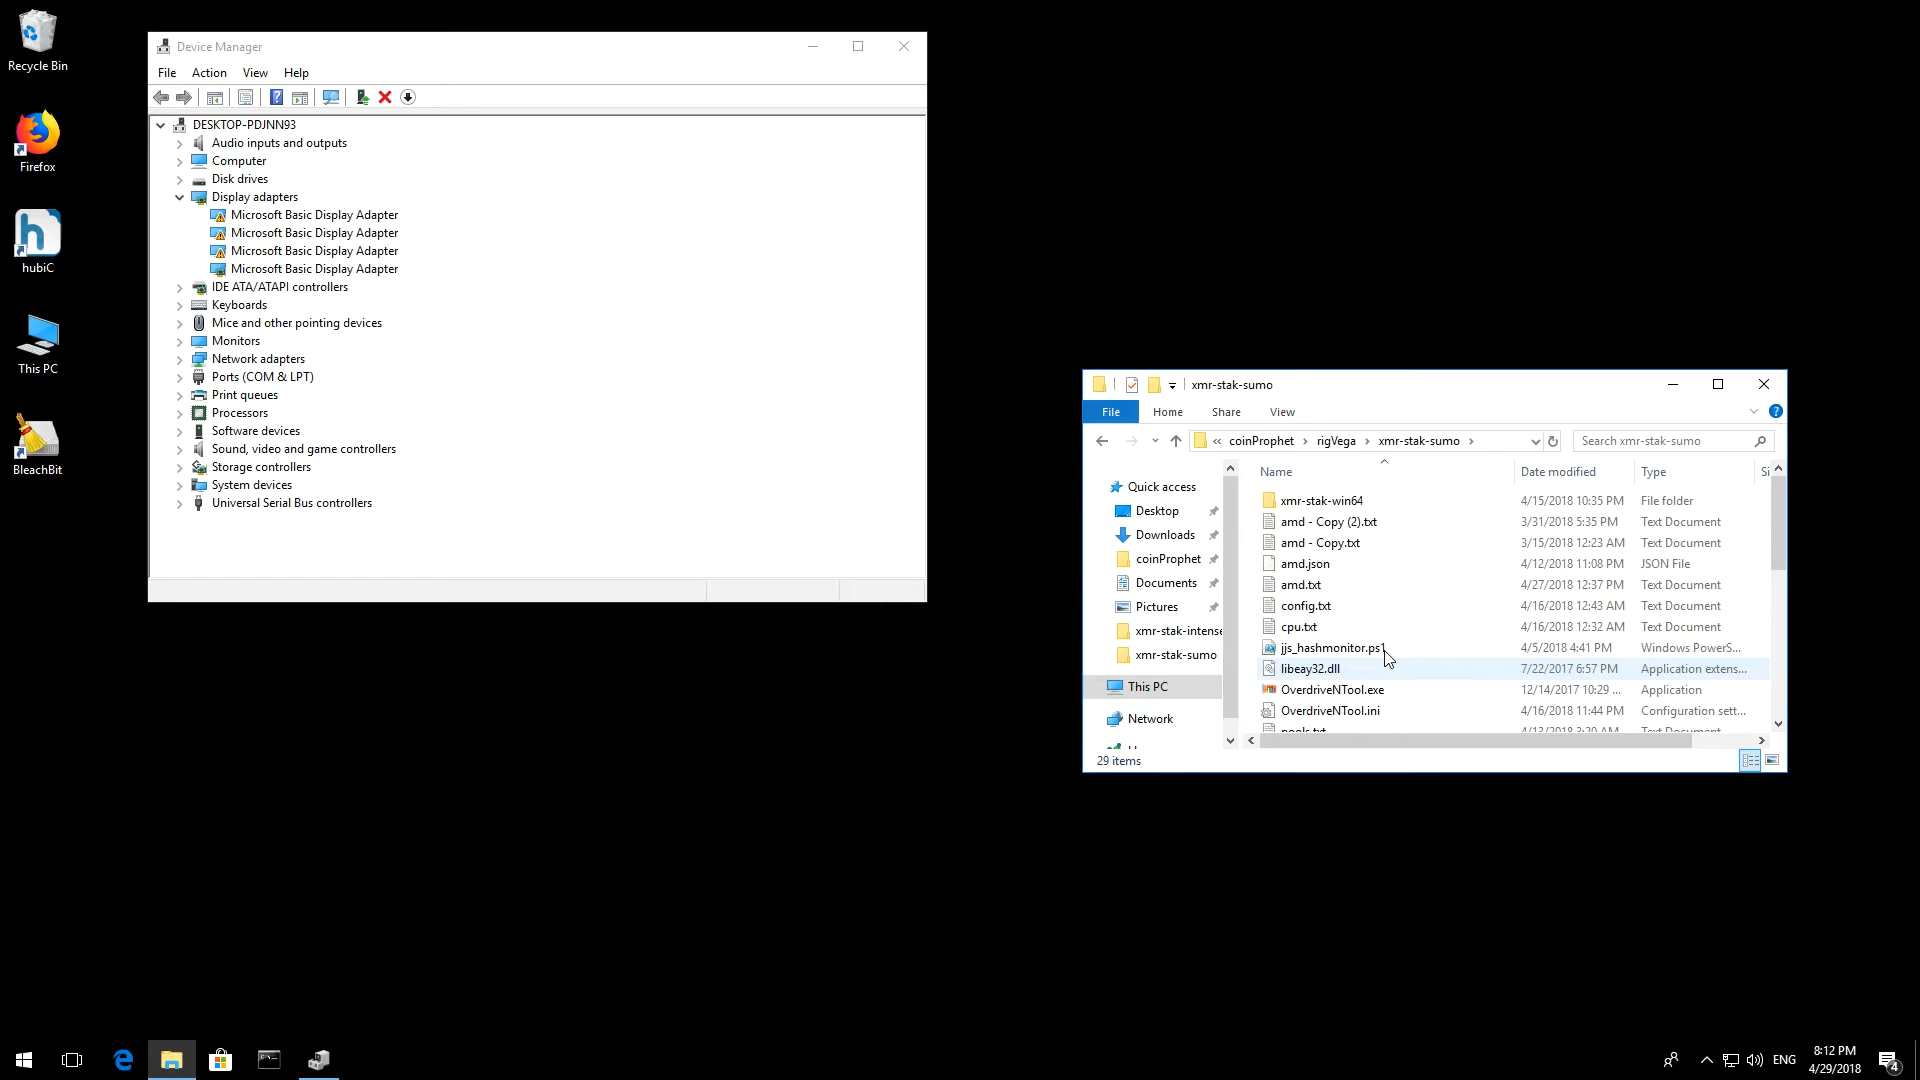 Recycle Bin
Firefox
hubiC
This PC
BleachBit
Device Manager
File Action View Help
DESKTOP-PDJNN93
Audio inputs and outputs
Computer
Disk drives
Display adapters
Microsoft Basic Display Adapter
Microsoft Basic Display Adapter
Microsoft Basic Display Adapter
Microsoft Basic Display Adapter
IDE ATA/ATAPI controllers
Keyboards
Mice and other pointing devices
Monitors
Network adapters
Ports (COM & LPT)
Print queues
Processors
Software devices
Sound, video and game controllers
Storage controllers
System devices
Universal Serial Bus controllers
xmr-stak-sumo
File Home Share View
« coinProphet › rigVega › xmr-stak-sumo ›
Search xmr-stak-sumo
Quick access
Desktop
Downloads
coinProphet
Documents
Pictures
xmr-stak-intense
xmr-stak-sumo
This PC
Network
Name Date modified Type Si
xmr-stak-win64 4/15/2018 10:35 PM File folder
amd - Copy (2).txt 3/31/2018 5:35 PM Text Document
amd - Copy.txt 3/15/2018 12:23 AM Text Document
amd.json 4/12/2018 11:08 PM JSON File
amd.txt 4/27/2018 12:37 PM Text Document
config.txt 4/16/2018 12:43 AM Text Document
cpu.txt 4/16/2018 12:32 AM Text Document
jjs_hashmonitor.ps1 4/5/2018 4:41 PM Windows PowerS...
libeay32.dll 7/22/2017 6:57 PM Application extens...
OverdriveNTool.exe 12/14/2017 10:29 ... Application
OverdriveNTool.ini 4/16/2018 11:44 PM Configuration sett...
pools.txt 4/13/2018 3:20 AM Text Document
29 items
ENG
8:12 PM
4/29/2018
4